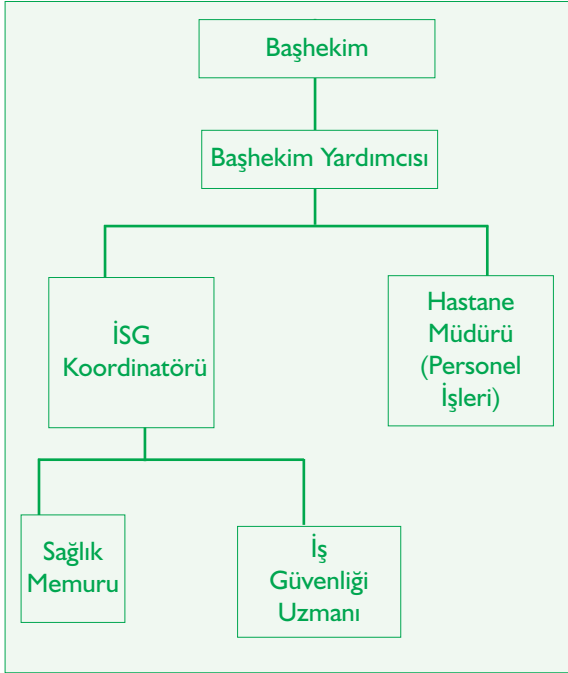 Başhekim
Başhekim Yardımcısı
İSG
Koordinatörü
Hastane
Müdürü
(Personel
İşleri)
Sağlık
Memuru
İş
Güvenliği
Uzmanı